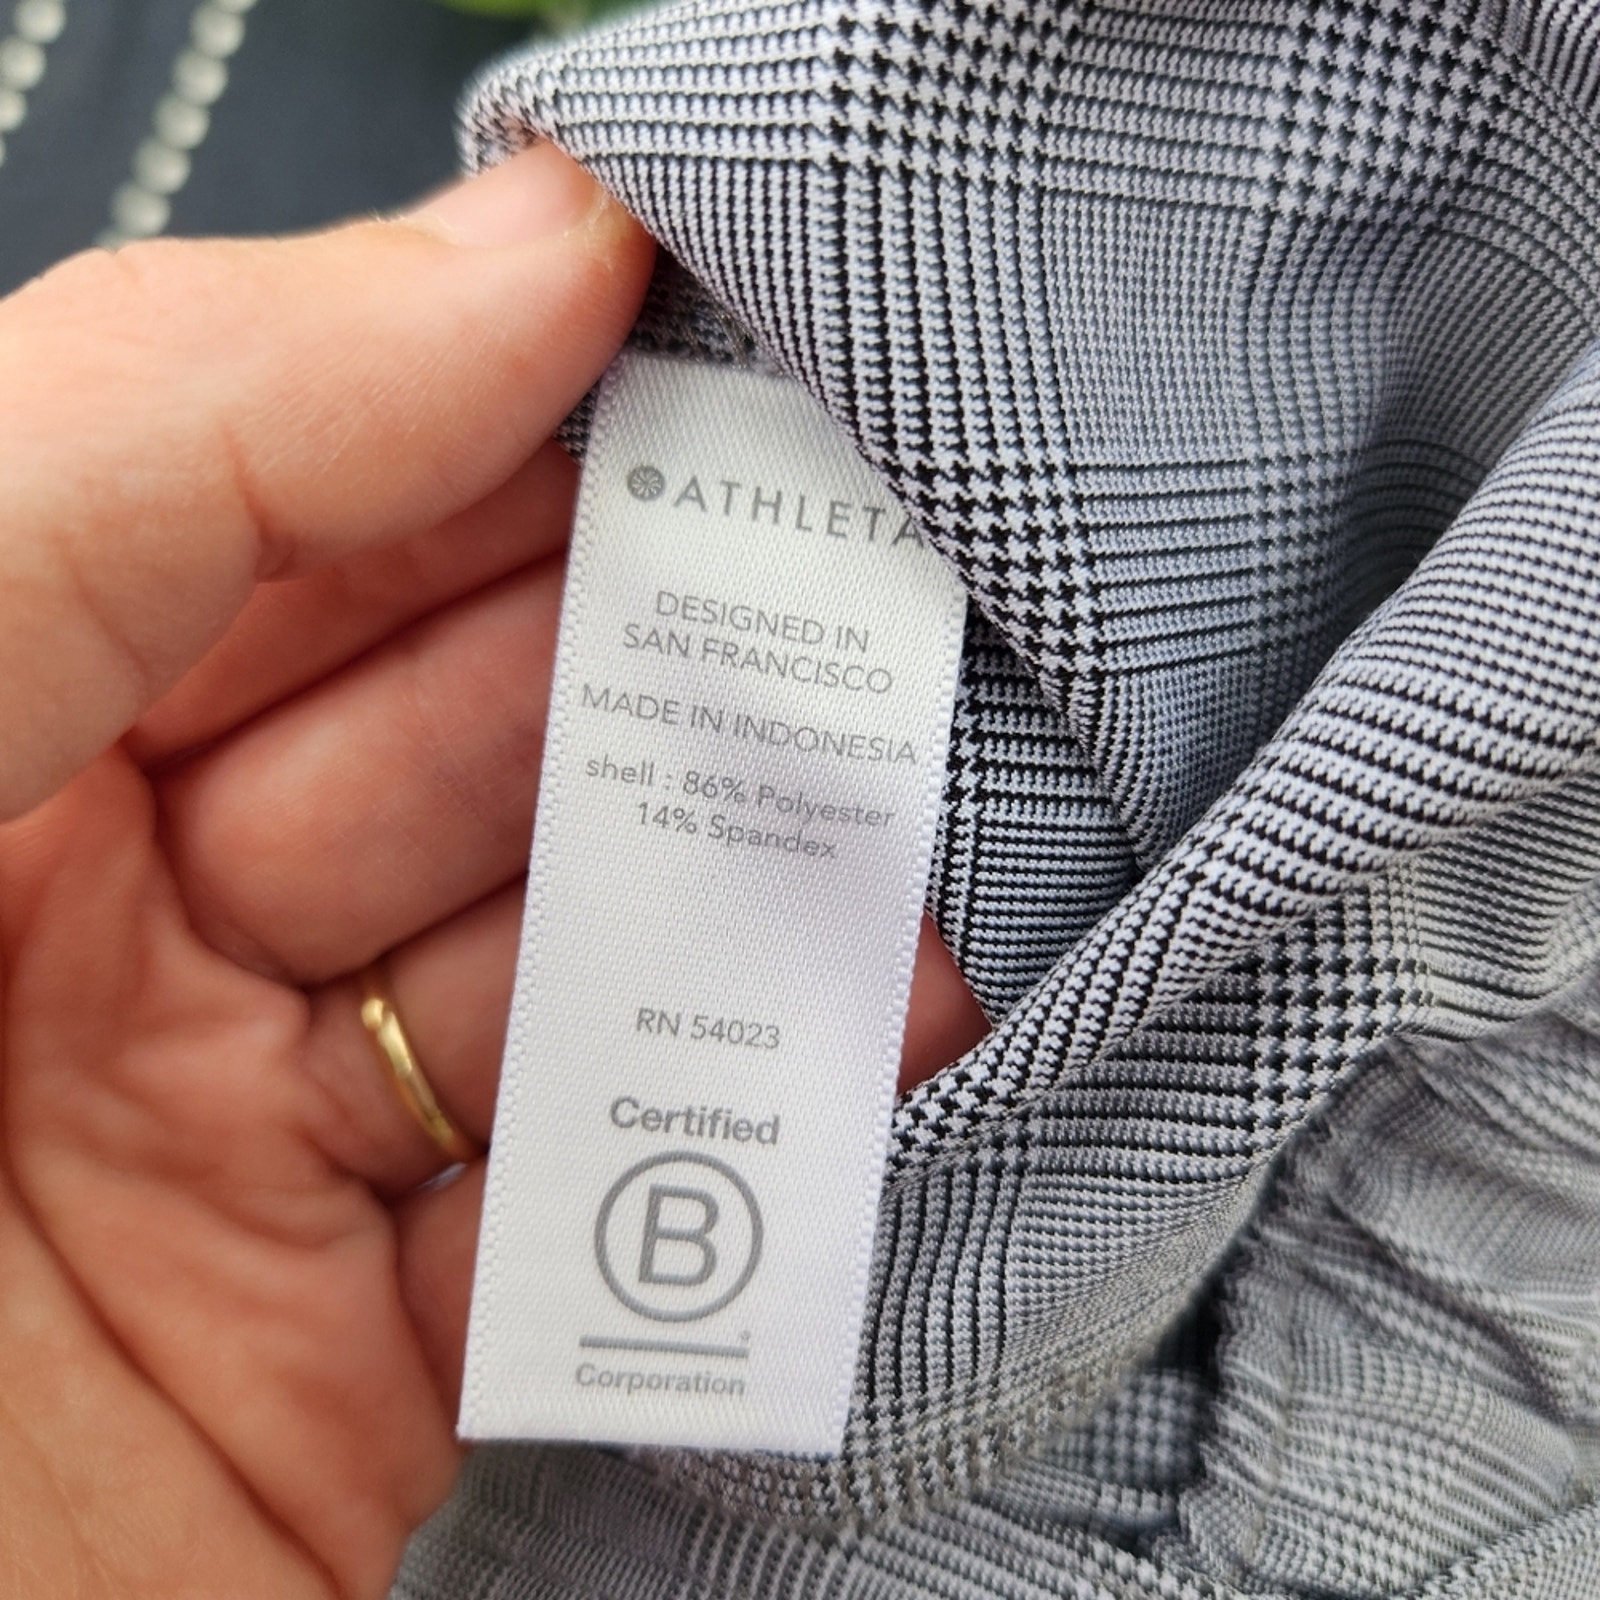 ATHLETA
DESIGNED IN
SAN FRANCISCO
MADE IN INDONESIA
shell : 86% Polyester
14% Spandex
RN 54023
Certified
B
Corporation